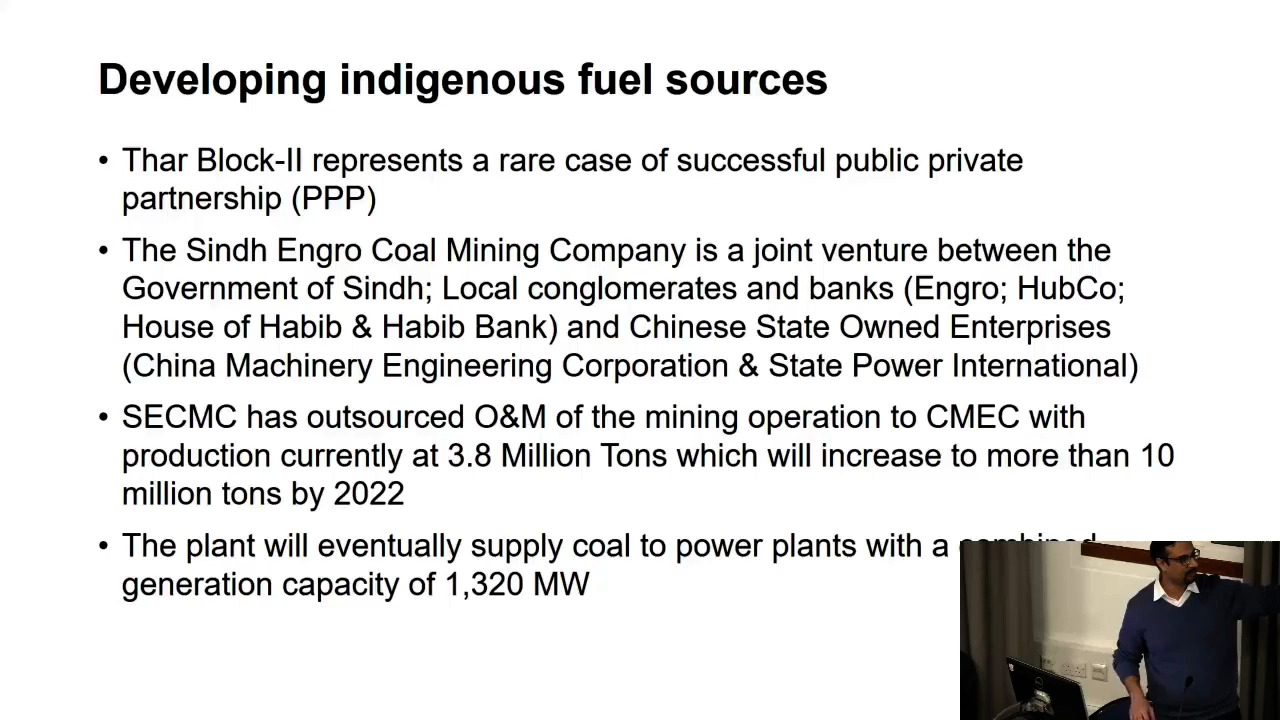 Developing indigenous fuel sources
• Thar Block-II represents a rare case of successful public private
partnership (PPP)
• The Sindh Engro Coal Mining Company is a joint venture between the
Government of Sindh; Local conglomerates and banks (Engro; HubCo;
House of Habib & Habib Bank) and Chinese State Owned Enterprises
(China Machinery Engineering Corporation & State Power International)
• SECMC has outsourced O&M of the mining operation to CMEC with
production currently at 3.8 Million Tons which will increase to more than 10
million tons by 2022
• The plant will eventually supply coal to power plants with a combined
generation capacity of 1,320 MW